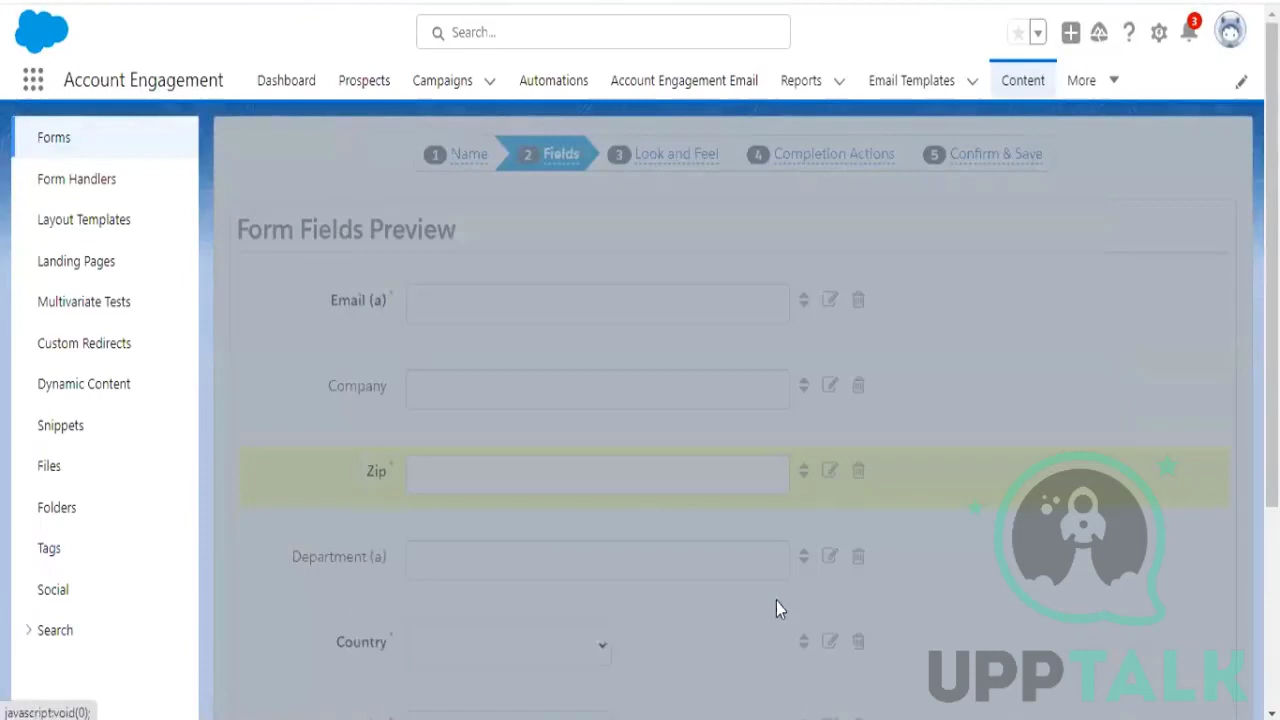 Search...
3
Account Engagement
Dashboard
Prospects
Campaigns
Automations
Account Engagement Email
Reports
Email Templates
Content
More
Forms
Form Handlers
Layout Templates
Landing Pages
Multivariate Tests
Custom Redirects
Dynamic Content
Snippets
Files
Folders
Tags
Social
Search
1 Name
2 Fields
3 Look and Feel
4 Completion Actions
5 Confirm & Save
Form Fields Preview
Email (a) *
Company
Zip *
Department (a)
Country *
UPPTALK
javascript:void(0);